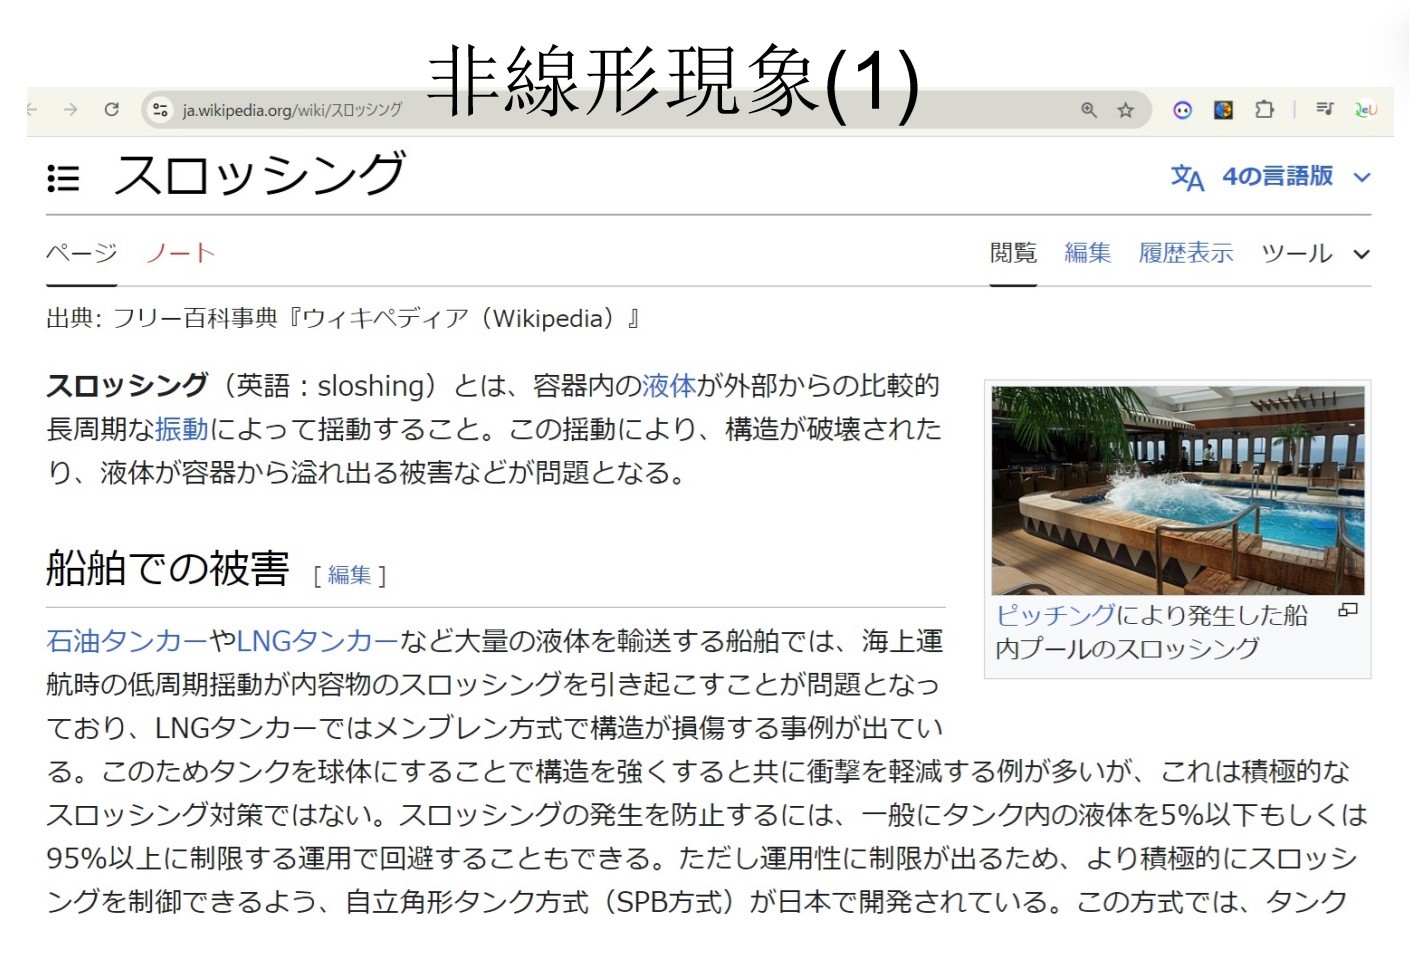 非線形現象(1)
ja.wikipedia.org/wiki/スロッシング
スロッシング
文A 4の言語版
ページ ノート 閲覧 編集 履歴表示 ツール
出典: フリー百科事典『ウィキペディア（Wikipedia）』
スロッシング（英語：sloshing）とは、容器内の液体が外部からの比較的
長周期な振動によって揺動すること。この揺動により、構造が破壊された
り、液体が容器から溢れ出る被害などが問題となる。
ピッチングにより発生した船
内プールのスロッシング
船舶での被害 [編集]
石油タンカーやLNGタンカーなど大量の液体を輸送する船舶では、海上運
航時の低周期揺動が内容物のスロッシングを引き起こすことが問題となっ
ており、LNGタンカーではメンブレン方式で構造が損傷する事例が出てい
る。このためタンクを球体にすることで構造を強くすると共に衝撃を軽減する例が多いが、これは積極的な
スロッシング対策ではない。スロッシングの発生を防止するには、一般にタンク内の液体を5%以下もしくは
95%以上に制限する運用で回避することもできる。ただし運用性に制限が出るため、より積極的にスロッシ
ングを制御できるよう、自立角形タンク方式（SPB方式）が日本で開発されている。この方式では、タンク